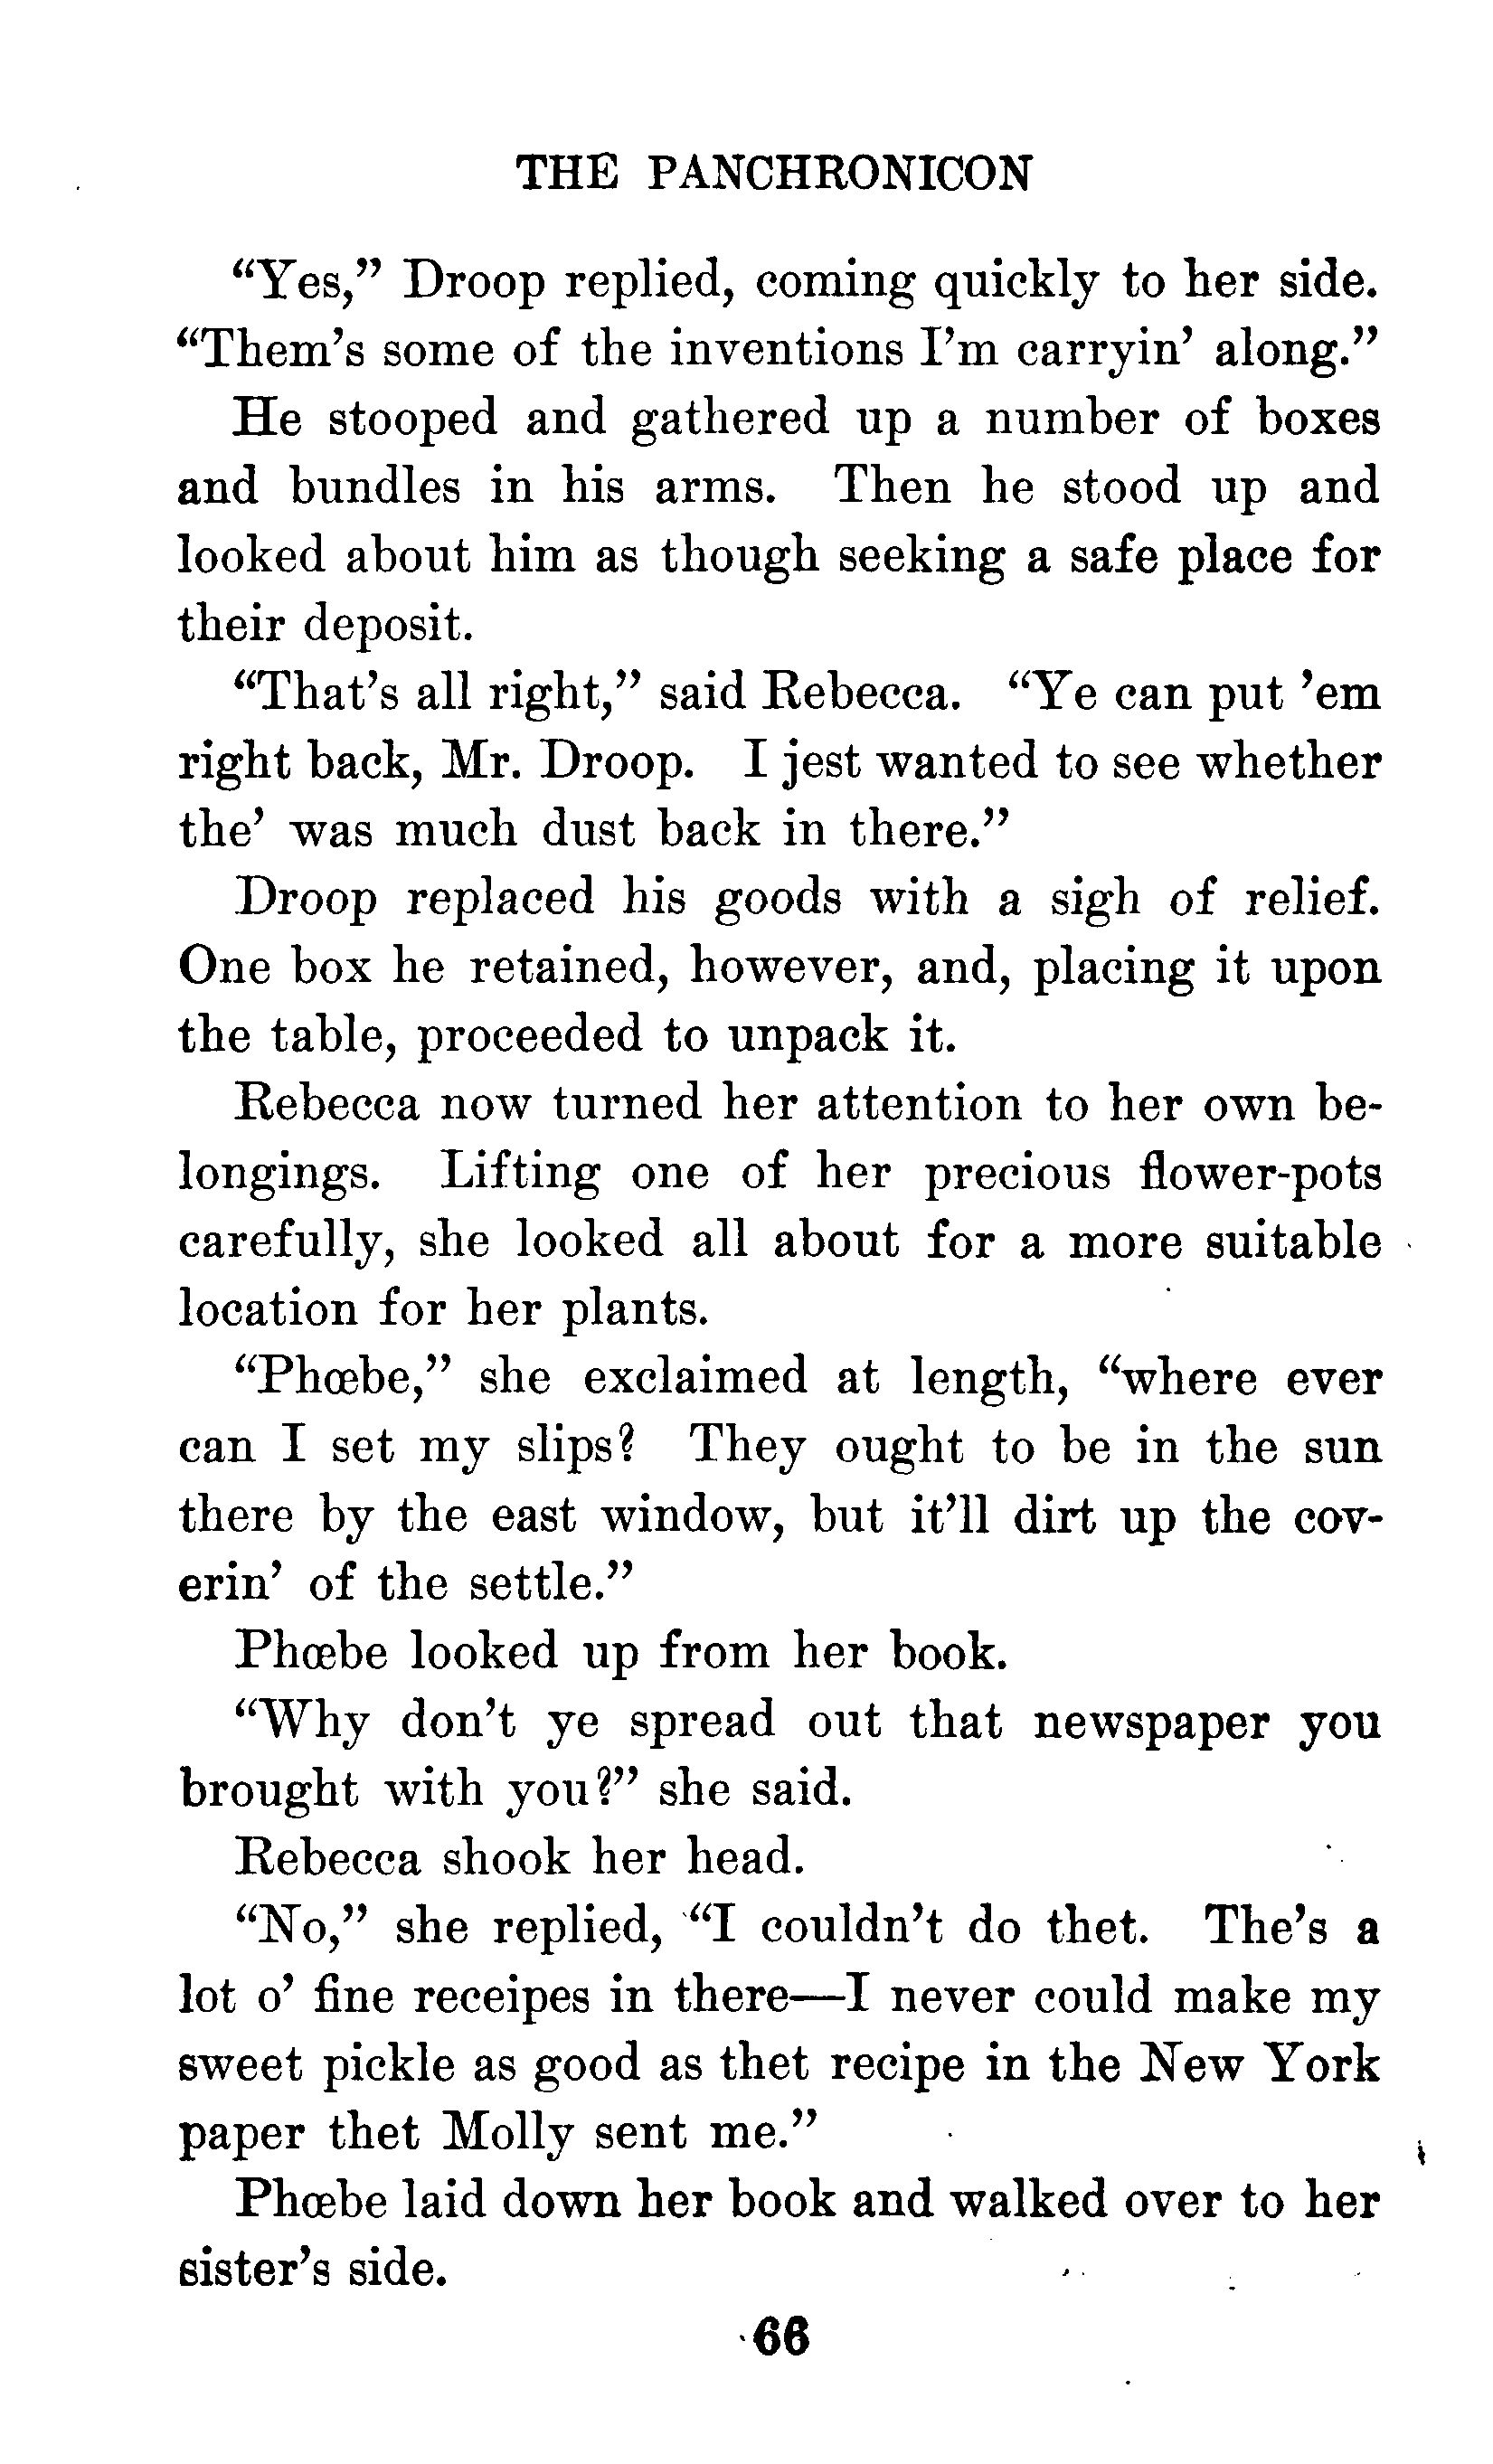 THE PANCHRONICON
“Yes,” Droop replied, coming quickly to her side.
“Them’s some of the inventions I’m carryin’ along.”
He stooped and gathered up a number of boxes
and bundles in his arms. Then he stood up and
looked about him as though seeking a safe place for
their deposit.
“That’s all right,” said Rebecca. “Ye can put ’em
right back, Mr. Droop. I jest wanted to see whether
the’ was much dust back in there.”
Droop replaced his goods with a sigh of relief.
One box he retained, however, and, placing it upon
the table, proceeded to unpack it.
Rebecca now turned her attention to her own be-
longings. Lifting one of her precious flower-pots
carefully, she looked all about for a more suitable
location for her plants.
“Phœbe,” she exclaimed at length, “where ever
can I set my slips? They ought to be in the sun
there by the east window, but it’ll dirt up the cov-
erin’ of the settle.”
Phœbe looked up from her book.
“Why don’t ye spread out that newspaper you
brought with you?” she said.
Rebecca shook her head.
“No,” she replied, “I couldn’t do thet. The’s a
lot o’ fine receipes in there—I never could make my
sweet pickle as good as thet recipe in the New York
paper thet Molly sent me.”
Phœbe laid down her book and walked over to her
sister’s side.
66